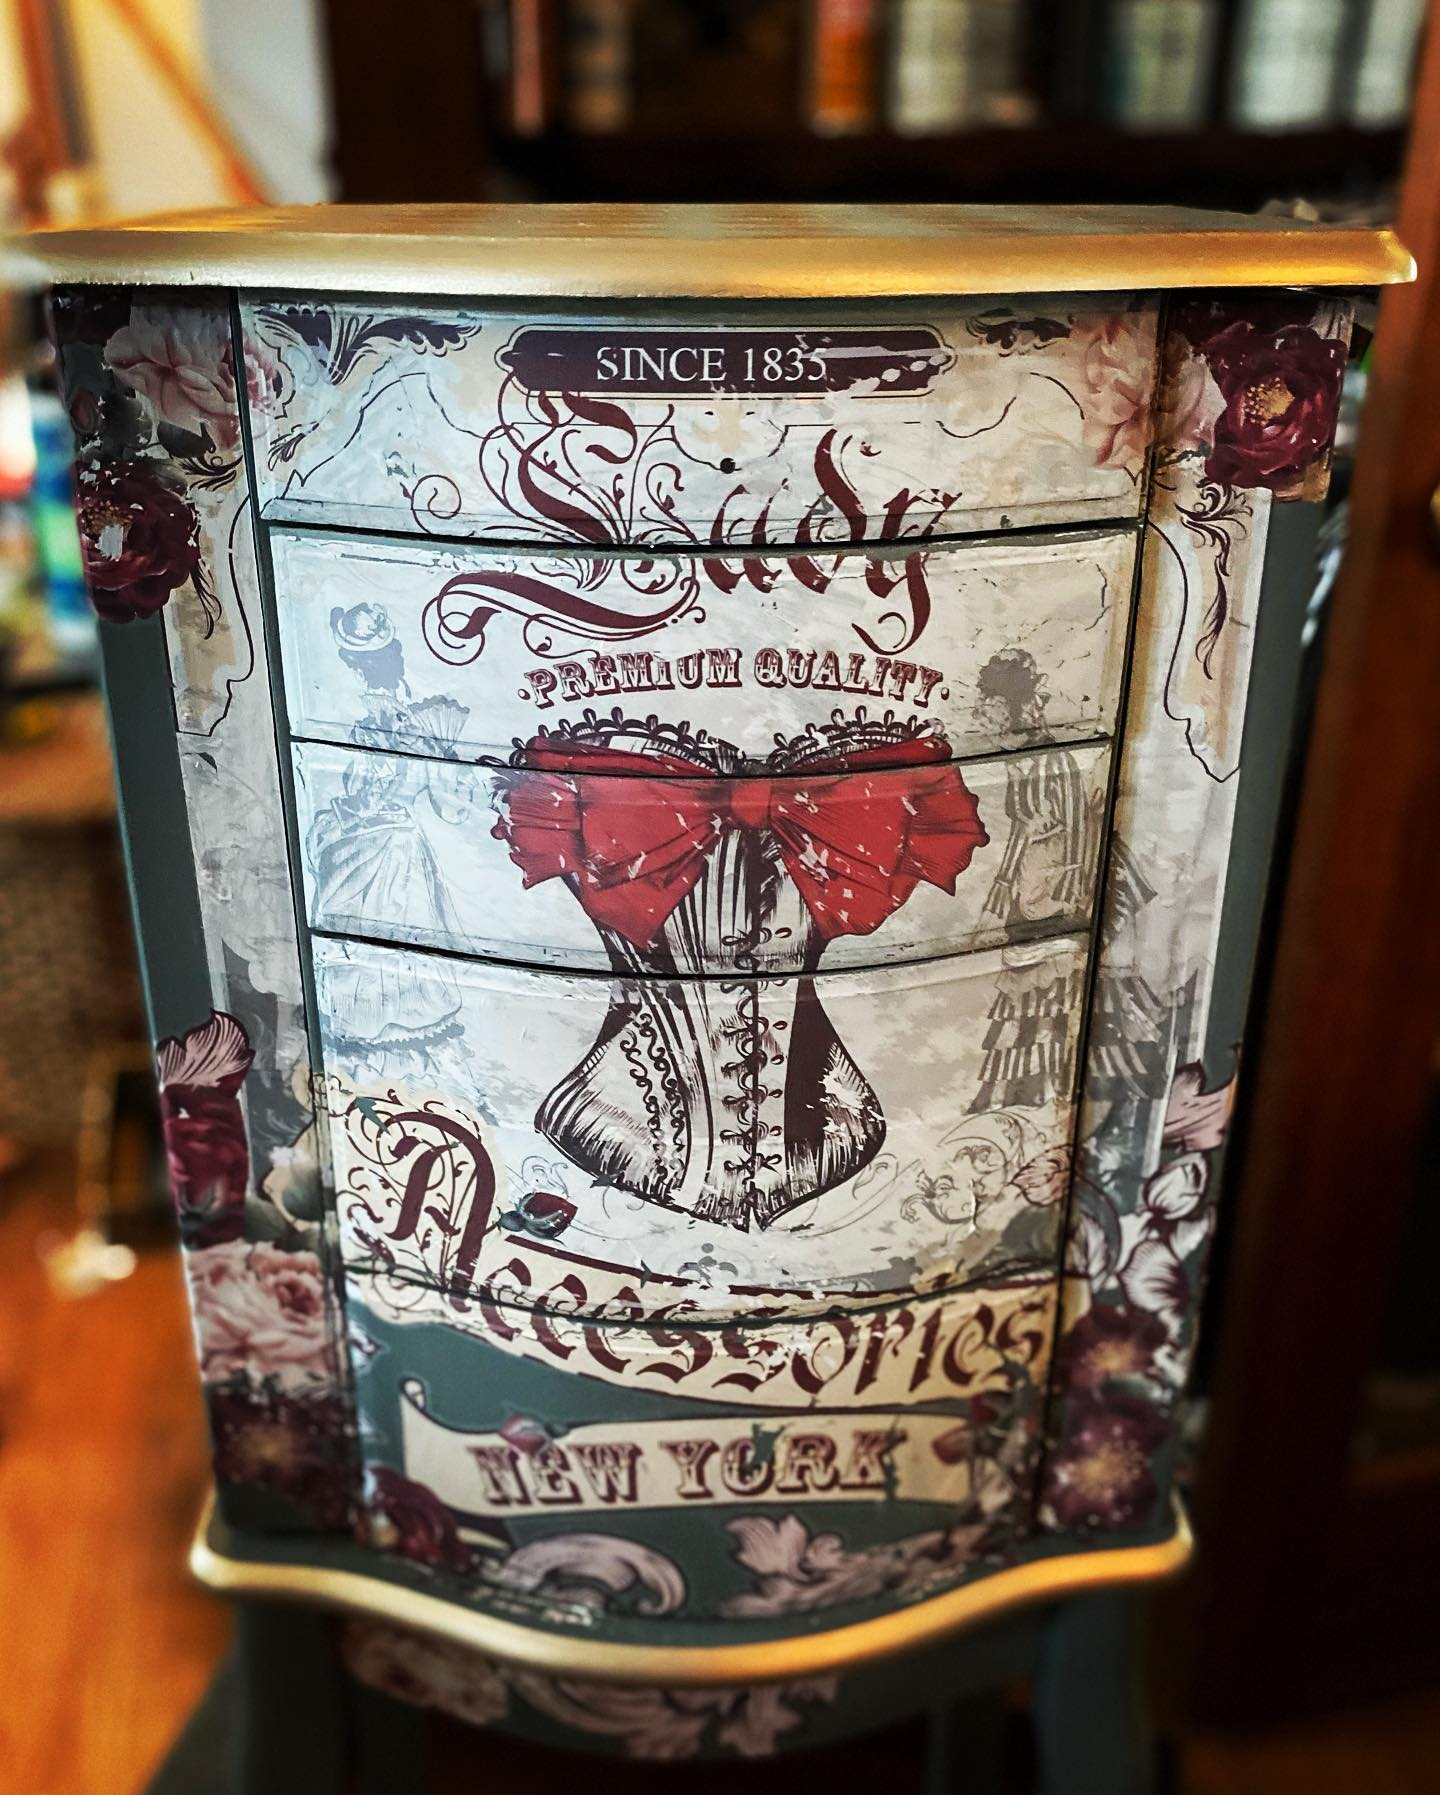 SINCE 1835
Lady
·PREMIUM QUALITY·
Accessories
NEW YORK